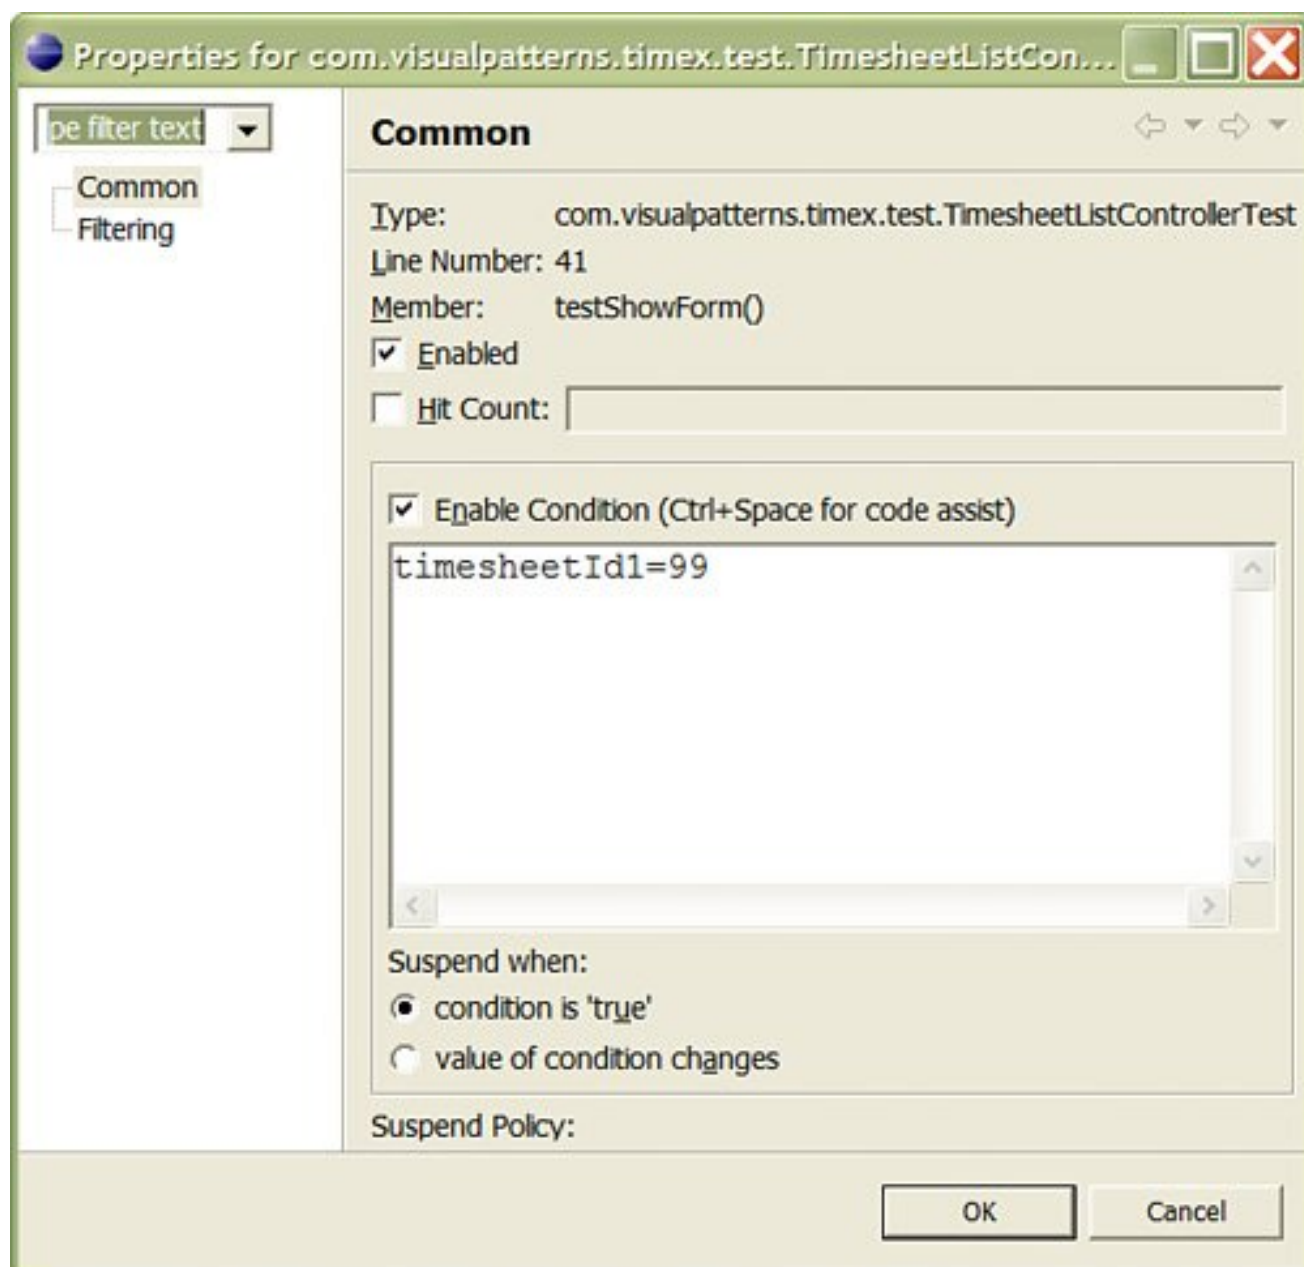 Properties for com.visualpatterns.timex.test.TimesheetListCon...
pe filter text
Common
Filtering
Common
Type: com.visualpatterns.timex.test.TimesheetListControllerTest
Line Number: 41
Member: testShowForm()
Enabled
Hit Count:
Enable Condition (Ctrl+Space for code assist)
timesheetId1=99
Suspend when:
condition is 'true'
value of condition changes
Suspend Policy:
OK Cancel